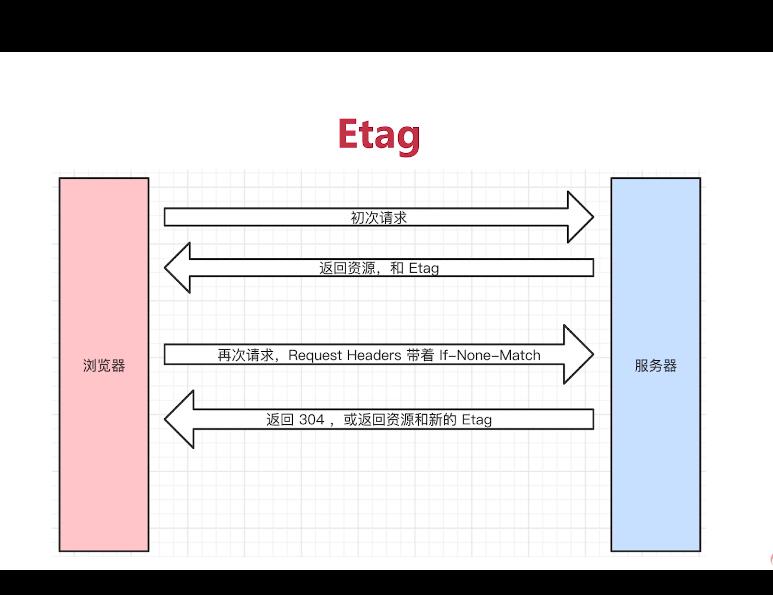 Etag
初次请求
返回资源，和 Etag
浏览器
再次请求，Request Headers 带着 If-None-Match
服务器
返回 304 ，或返回资源和新的 Etag